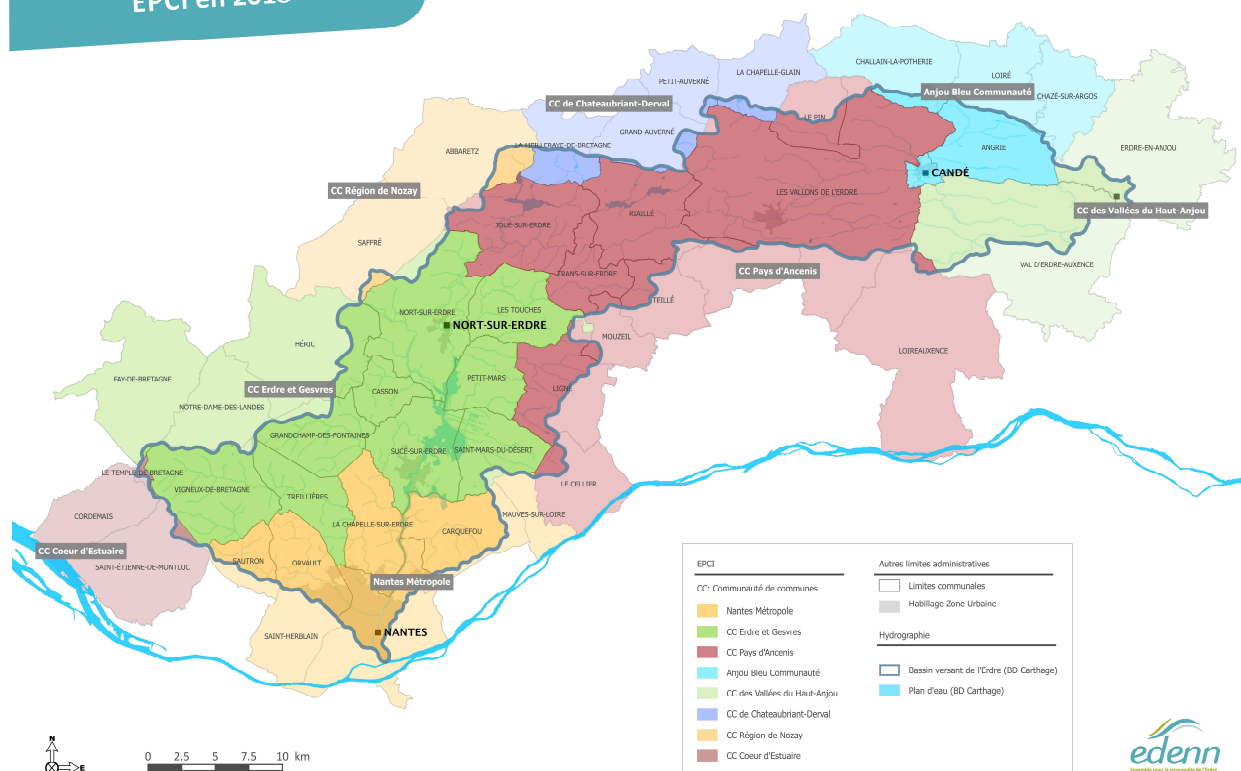 EPCI en 2018
CHALLAIN-LA-POTHERIE
LA CHAPELLE-GLAIN
LOIRÉ
PETIT-AUVERNÉ
Anjou Bleu Communauté
CHAZÉ-SUR-ARGOS
CC de Chateaubriant-Derval
LE PIN
GRAND AUVERNÉ
LA MEILLERAYE-DE-BRETAGNE
ABBARETZ
ANGRIE
ERDRE-EN-ANJOU
CANDÉ
CC Région de Nozay
LES VALLONS DE L'ERDRE
CC des Vallées du Haut Anjou
RIAILLÉ
JOUÉ-SUR-ERDRE
SAFFRÉ
VAL D'ERDRE-AUXENCE
CC Pays d'Ancenis
TRANS-SUR-ERDRE
TEILLÉ
NORT-SUR-ERDRE
LES TOUCHES
NORT-SUR-ERDRE
MOUZEIL
HÉRIC
LOIREAUXENCE
FAY-DE-BRETAGNE
PETIT-MARS
CC Erdre et Gesvres
CASSON
LIGNÉ
NOTRE-DAME-DES-LANDES
GRANDCHAMP-DES-FONTAINES
SUCÉ-SUR-ERDRE
SAINT-MARS-DU-DÉSERT
LE TEMPLE-DE-BRETAGNE
LE CELLIER
VIGNEUX-DE-BRETAGNE
TREILLIÈRES
CORDEMAIS
MAUVES-SUR-LOIRE
LA CHAPELLE-SUR-ERDRE
CARQUEFOU
CC Coeur d'Estuaire
SAUTRON
ORVAULT
SAINT-ÉTIENNE-DE-MONTLUC
Nantes Métropole
NANTES
SAINT-HERBLAIN
EPCI
CC: Communauté de communes
Nantes Métropole
CC Erdre et Gesvres
CC Pays d'Ancenis
Anjou Bleu Communauté
CC des Vallées du Haut-Anjou
CC de Chateaubriant-Derval
CC Région de Nozay
CC Coeur d'Estuaire
Autres limites administratives
Limites communales
Habillage Zone Urbaine
Hydrographie
Bassin versant de l'Erdre (BD Carthage)
Plan d'eau (BD Carthage)
N
E
0 2.5 5 7.5 10 km
edenn
Ensemble pour la reconquête de l'Erdre